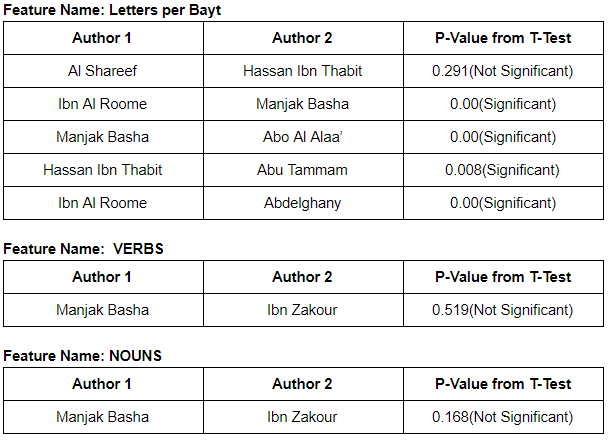 Feature Name: Letters per Bayt
Author 1 Author 2 P-Value from T-Test
Al Shareef Hassan Ibn Thabit 0.291(Not Significant)
Ibn Al Roome Manjak Basha 0.00(Significant)
Manjak Basha Abo Al Alaa’ 0.00(Significant)
Hassan Ibn Thabit Abu Tammam 0.008(Significant)
Ibn Al Roome Abdelghany 0.00(Significant)
Feature Name: VERBS
Author 1 Author 2 P-Value from T-Test
Manjak Basha Ibn Zakour 0.519(Not Significant)
Feature Name: NOUNS
Author 1 Author 2 P-Value from T-Test
Manjak Basha Ibn Zakour 0.168(Not Significant)